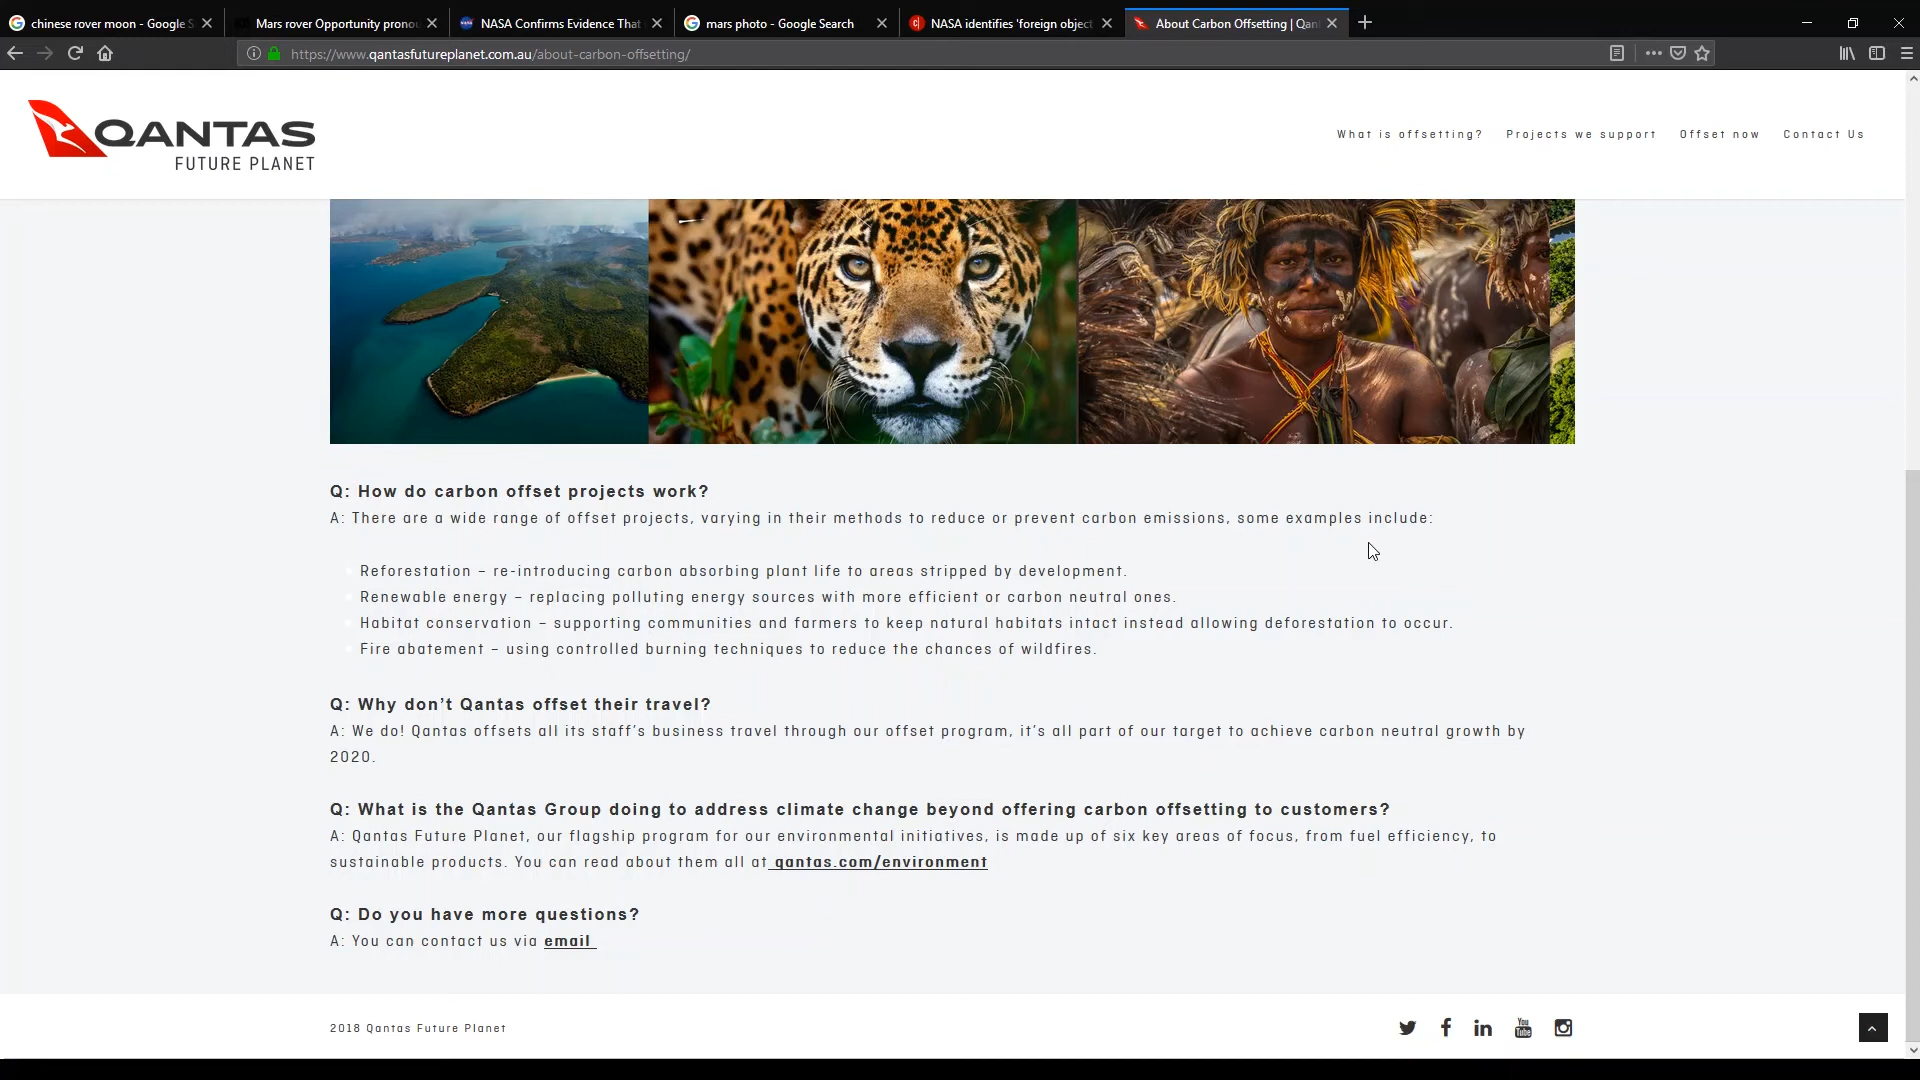 chinese rover moon - Google S
Mars rover Opportunity pronou
NASA Confirms Evidence That
mars photo - Google Search
NASA identifies 'foreign object
About Carbon Offsetting | Qan
https://www.qantasfutureplanet.com.au/about-carbon-offsetting/
QANTAS
FUTURE PLANET
What is offsetting?
Projects we support
Offset now
Contact Us
Q: How do carbon offset projects work?
A: There are a wide range of offset projects, varying in their methods to reduce or prevent carbon emissions, some examples include:
Reforestation – re-introducing carbon absorbing plant life to areas stripped by development.
Renewable energy – replacing polluting energy sources with more efficient or carbon neutral ones.
Habitat conservation – supporting communities and farmers to keep natural habitats intact instead allowing deforestation to occur.
Fire abatement – using controlled burning techniques to reduce the chances of wildfires.
Q: Why don’t Qantas offset their travel?
A: We do! Qantas offsets all its staff’s business travel through our offset program, it’s all part of our target to achieve carbon neutral growth by
2020.
Q: What is the Qantas Group doing to address climate change beyond offering carbon offsetting to customers?
A: Qantas Future Planet, our flagship program for our environmental initiatives, is made up of six key areas of focus, from fuel efficiency, to
sustainable products. You can read about them all at qantas.com/environment
Q: Do you have more questions?
A: You can contact us via email
2018 Qantas Future Planet
You
Tube